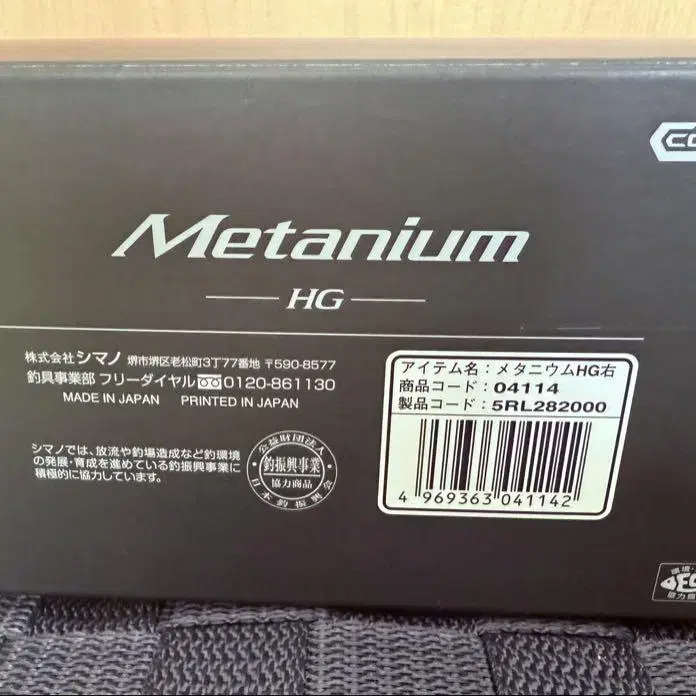 Metanium
HG
株式会社シマノ 堺市堺区老松町3丁77番地 〒590-8577
釣具事業部 フリーダイヤル 0120-861130
MADE IN JAPAN PRINTED IN JAPAN
シマノでは、放流や釣場造成など釣環境
の発展・育成を進めている釣振興事業に
積極的に協力しています。
公益財団法人
釣振興事業
協力商品
日本釣振興会
アイテム名：メタニウムHG右
商品コード：04114
製品コード：5RL282000
4 969363 041142